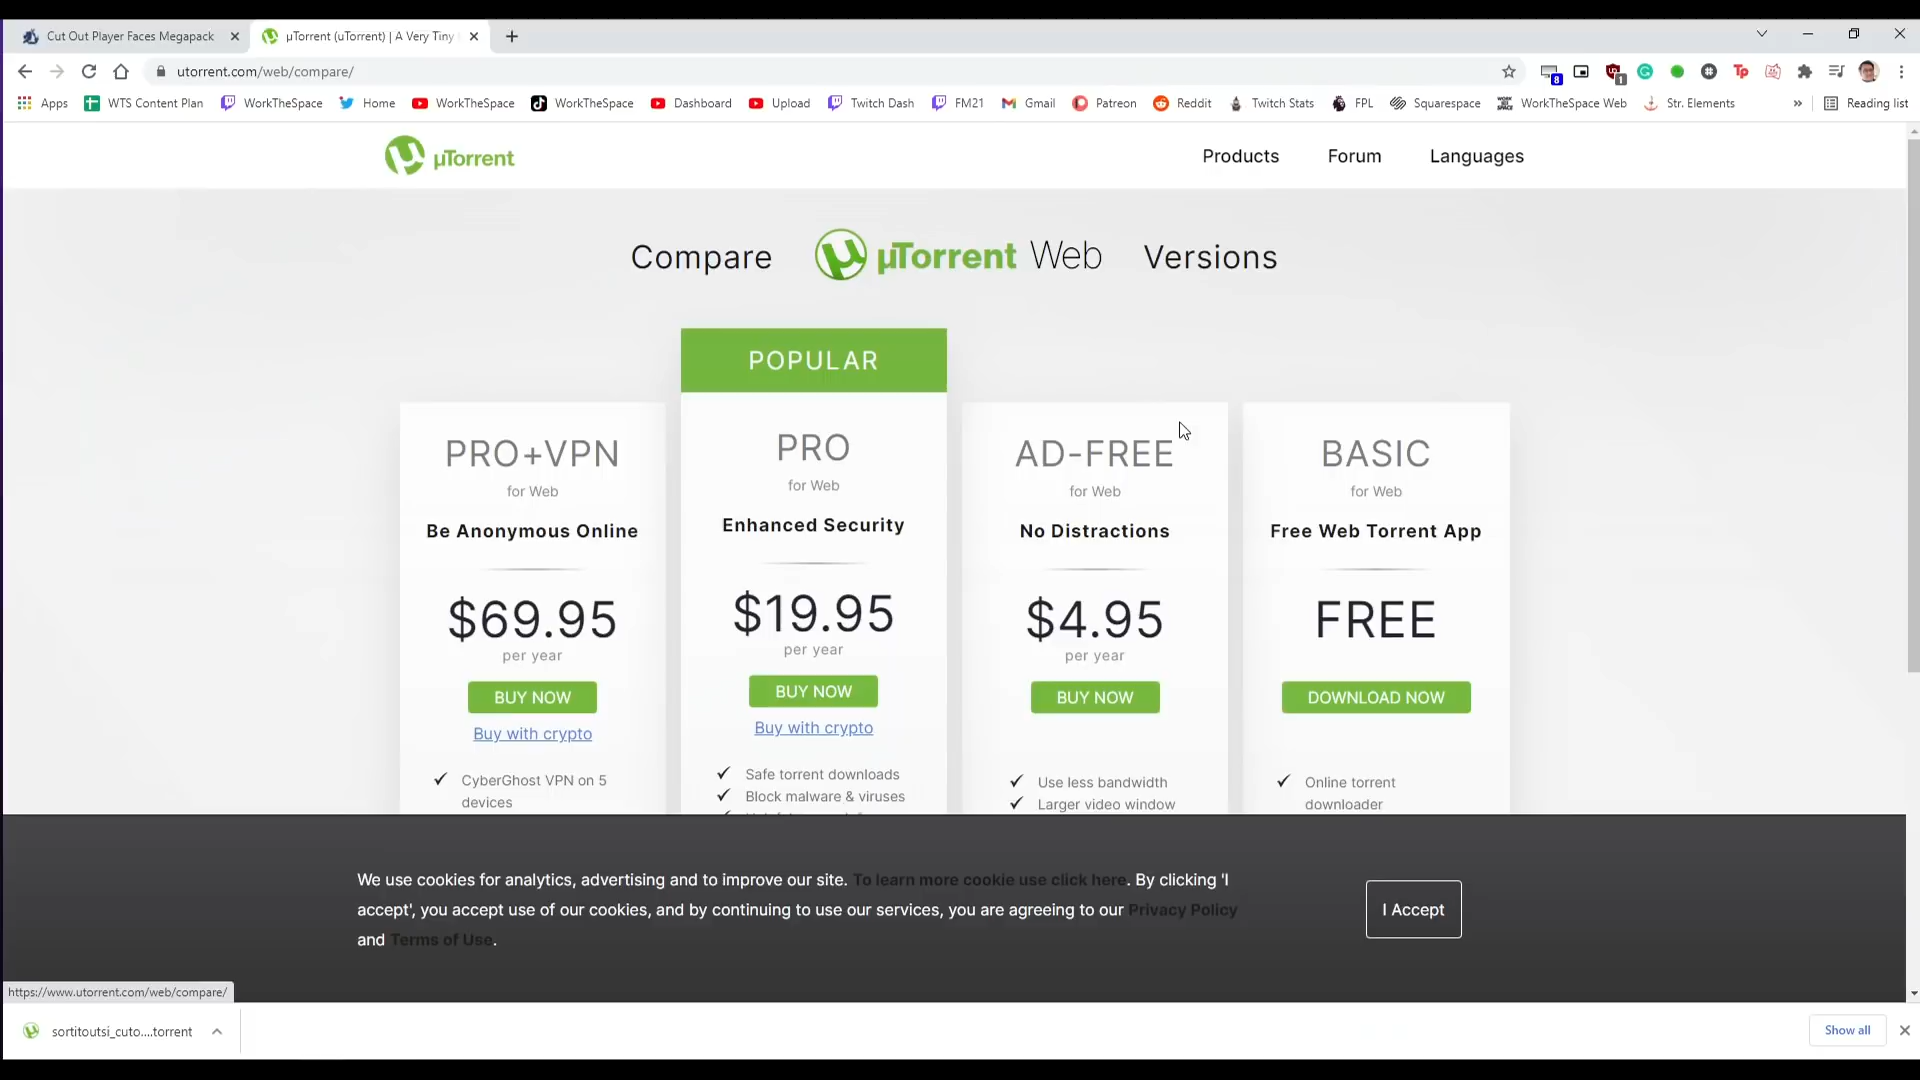 Cut Out Player Faces Megapack
µTorrent (uTorrent) | A Very Tiny
utorrent.com/web/compare/
8
1
Tp
Apps
WTS Content Plan
WorkTheSpace
Home
WorkTheSpace
WorkTheSpace
Dashboard
Upload
Twitch Dash
FM21
Gmail
Patreon
Reddit
Twitch Stats
FPL
Squarespace
WorkTheSpace Web
Str. Elements
»
Reading list
µTorrent
Products
Forum
Languages
Compare µTorrent Web Versions
POPULAR
PRO+VPN
for Web
Be Anonymous Online
$69.95
per year
BUY NOW
Buy with crypto
CyberGhost VPN on 5
devices
PRO
for Web
Enhanced Security
$19.95
per year
BUY NOW
Buy with crypto
Safe torrent downloads
Block malware & viruses
AD-FREE
for Web
No Distractions
$4.95
per year
BUY NOW
Use less bandwidth
Larger video window
BASIC
for Web
Free Web Torrent App
FREE
DOWNLOAD NOW
Online torrent
downloader
We use cookies for analytics, advertising and to improve our site. To learn more cookie use click here. By clicking 'I
accept', you accept use of our cookies, and by continuing to use our services, you are agreeing to our Privacy Policy
and Terms of Use.
I Accept
https://www.utorrent.com/web/compare/
sortitoutsi_cuto....torrent
Show all